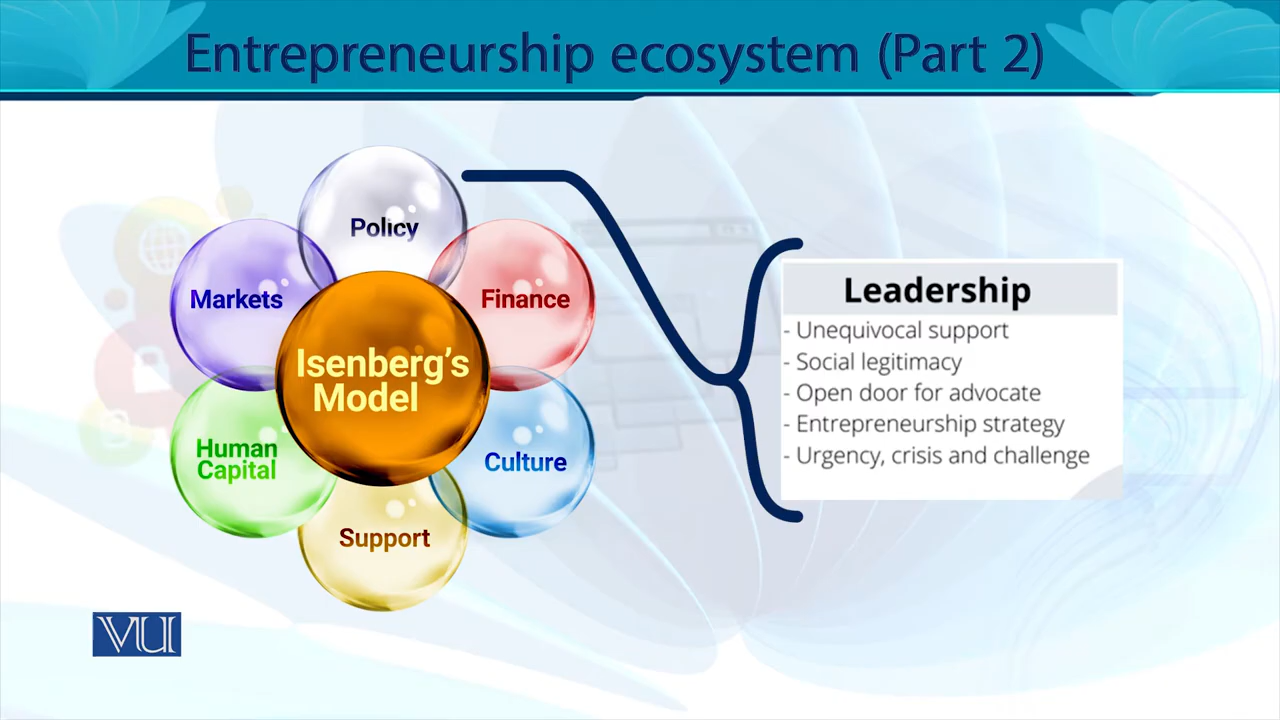 Entrepreneurship ecosystem (Part 2)
Policy
Markets
Finance
Isenberg's
Model
Human
Capital
Culture
Support
Leadership
- Unequivocal support
- Social legitimacy
- Open door for advocate
- Entrepreneurship strategy
- Urgency, crisis and challenge
VU